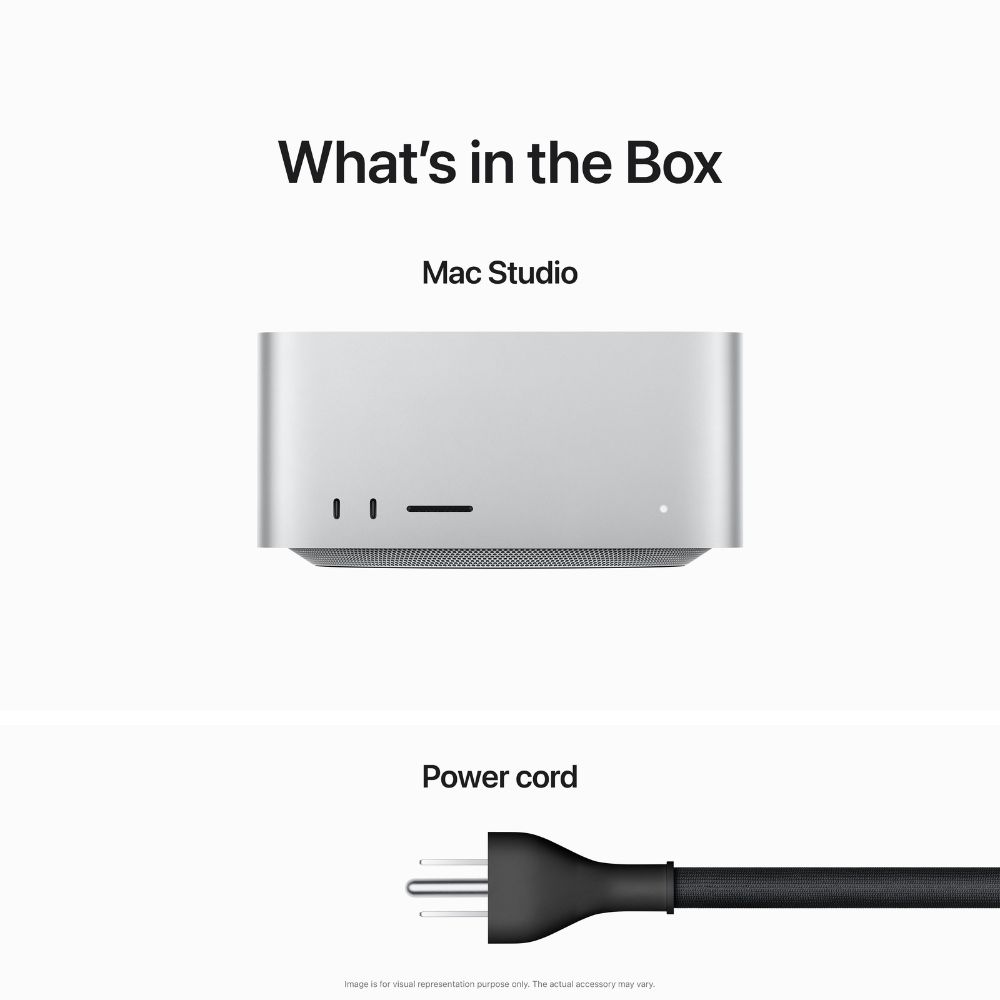 What’s in the Box
Mac Studio
Power cord
Image is for visual representation purpose only. The actual accessory may vary.